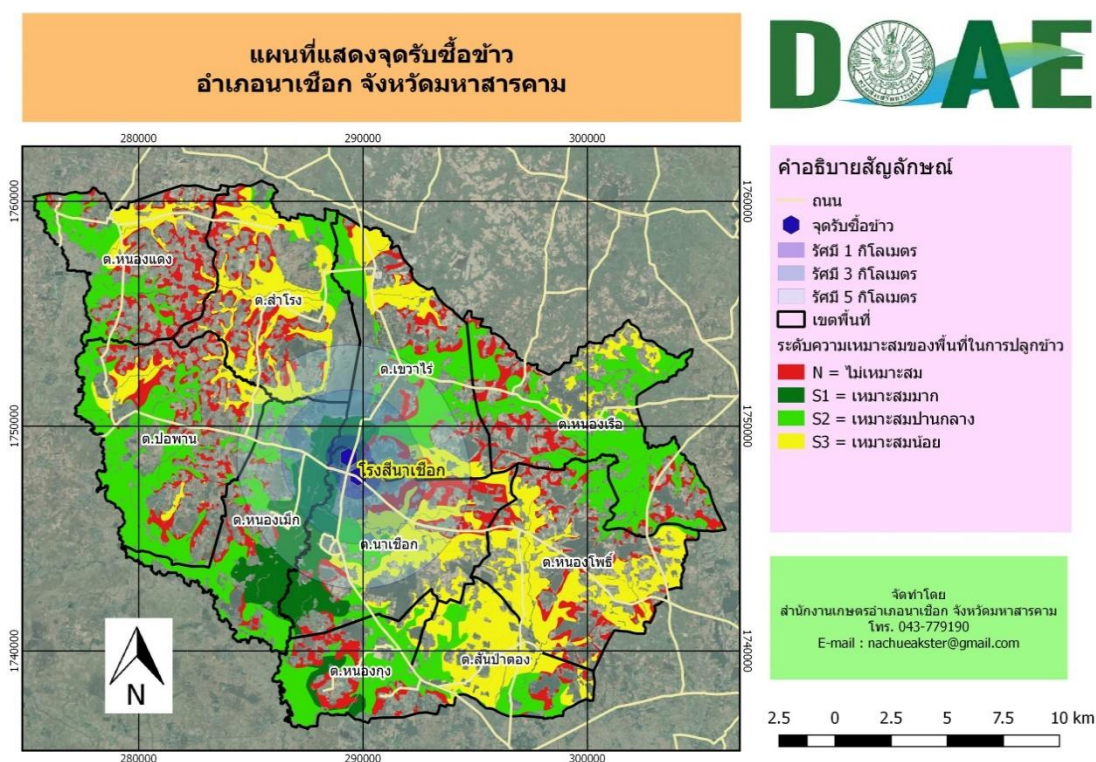 แผนที่แสดงจุดรับซื้อข้าว
อำเภอนาเชือก จังหวัดมหาสารคาม
DOAE
280000
290000
300000
1760000
1760000
ต.หนองแดง
ต.สำโรง
ต.เขวาไร่
1750000
1750000
ต.ปอพาน
ต.หนองเรือ
โรงสีนาเชือก
ต.หนองเม็ก
ต.นาเชือก
ต.หนองโพธิ์
1740000
1740000
ต.หนองกุง
ต.สันป่าตอง
N
280000
290000
300000
คำอธิบายสัญลักษณ์
ถนน
จุดรับซื้อข้าว
รัศมี 1 กิโลเมตร
รัศมี 3 กิโลเมตร
รัศมี 5 กิโลเมตร
เขตพื้นที่
ระดับความเหมาะสมของพื้นที่ในการปลูกข้าว
N = ไม่เหมาะสม
S1 = เหมาะสมมาก
S2 = เหมาะสมปานกลาง
S3 = เหมาะสมน้อย
จัดทำโดย
สำนักงานเกษตรอำเภอนาเชือก จังหวัดมหาสารคาม
โทร. 043-779190
E-mail : nachueakster@gmail.com
2.5 0 2.5 5 7.5 10 km